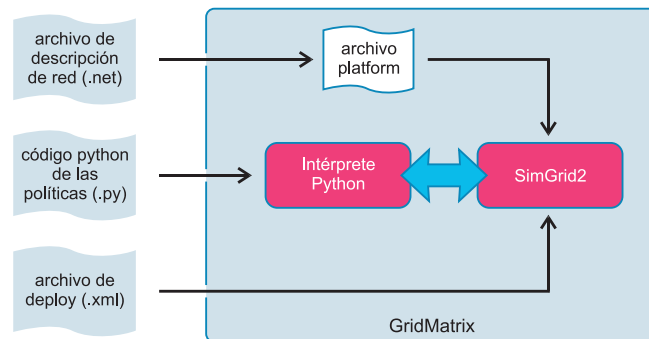 archivo de
descripción
de red (.net)
archivo
platform
código python
de las
políticas (.py)
Intérprete
Python
SimGrid2
archivo de
deploy (.xml)
GridMatrix